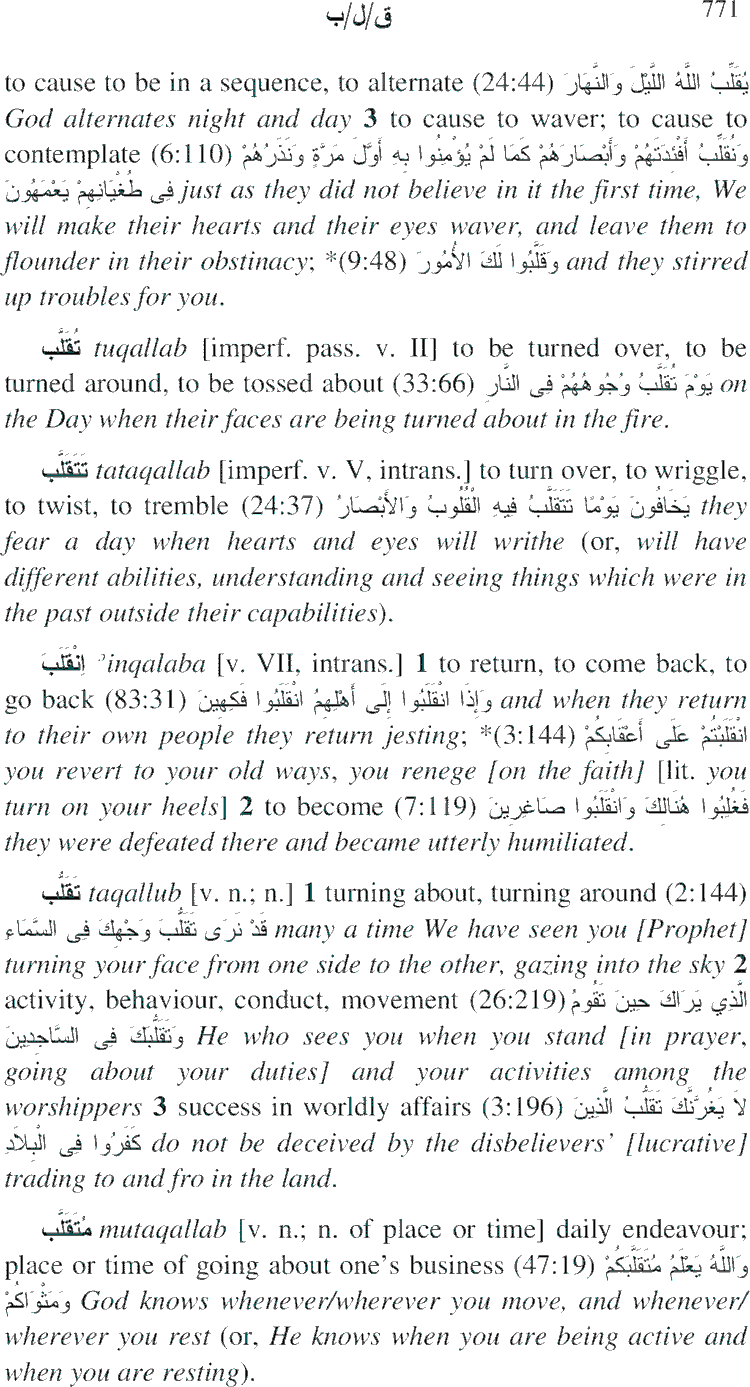 ق/ل/ب 771
to cause to be in a sequence, to alternate (24:44) يُقَلِّبُ اللَّهُ اللَّيْلَ وَالنَّهَارَ
God alternates night and day 3 to cause to waver; to cause to
contemplate (6:110) وَنُقَلِّبُ أَفْئِدَتَهُمْ وَأَبْصَارَهُمْ كَمَا لَمْ يُؤْمِنُوا بِهِ أَوَّلَ مَرَّةٍ وَنَذَرُهُمْ
فِى طُغْيَانِهِمْ يَعْمَهُونَ just as they did not believe in it the first time, We
will make their hearts and their eyes waver, and leave them to
flounder in their obstinacy; *(9:48) وَقَلَّبُوا لَكَ الأُمُورَ and they stirred
up troubles for you.
تُقَلَّب tuqallab [imperf. pass. v. II] to be turned over, to be
turned around, to be tossed about (33:66) يَوْمَ تُقَلَّبُ وُجُوهُهُمْ فِى النَّارِ on
the Day when their faces are being turned about in the fire.
تَتَقَلَّب tataqallab [imperf. v. V, intrans.] to turn over, to wriggle,
to twist, to tremble (24:37) يَخَافُونَ يَوْمًا تَتَقَلَّبُ فِيهِ الْقُلُوبُ وَالأَبْصَارُ they
fear a day when hearts and eyes will writhe (or, will have
different abilities, understanding and seeing things which were in
the past outside their capabilities).
اِنْقَلَبَ ʾinqalaba [v. VII, intrans.] 1 to return, to come back, to
go back (83:31) وَإِذَا انْقَلَبُوا إِلَى أَهْلِهِمُ انْقَلَبُوا فَكِهِينَ and when they return
to their own people they return jesting; *(3:144) انْقَلَبْتُمْ عَلَى أَعْقَابِكُمْ
you revert to your old ways, you renege [on the faith] [lit. you
turn on your heels] 2 to become (7:119) فَغُلِبُوا هُنَالِكَ وَانْقَلَبُوا صَاغِرِينَ
they were defeated there and became utterly humiliated.
تَقَلُّب taqallub [v. n.; n.] 1 turning about, turning around (2:144)
قَدْ نَرَى تَقَلُّبَ وَجْهِكَ فِى السَّمَاءِ many a time We have seen you [Prophet]
turning your face from one side to the other, gazing into the sky 2
activity, behaviour, conduct, movement (26:219) الَّذِي يَرَاكَ حِينَ تَقُومُ
وَتَقَلُّبَكَ فِى السَّاجِدِينَ He who sees you when you stand [in prayer,
going about your duties] and your activities among the
worshippers 3 success in worldly affairs (3:196) لاَ يَغُرَّنَّكَ تَقَلُّبُ الَّذِينَ
كَفَرُوا فِى الْبِلاَدِ do not be deceived by the disbelievers’ [lucrative]
trading to and fro in the land.
مُتَقَلَّب mutaqallab [v. n.; n. of place or time] daily endeavour;
place or time of going about one’s business (47:19) وَاللَّهُ يَعْلَمُ مُتَقَلَّبَكُمْ
وَمَثْوَاكُمْ God knows whenever/wherever you move, and whenever/
wherever you rest (or, He knows when you are being active and
when you are resting).